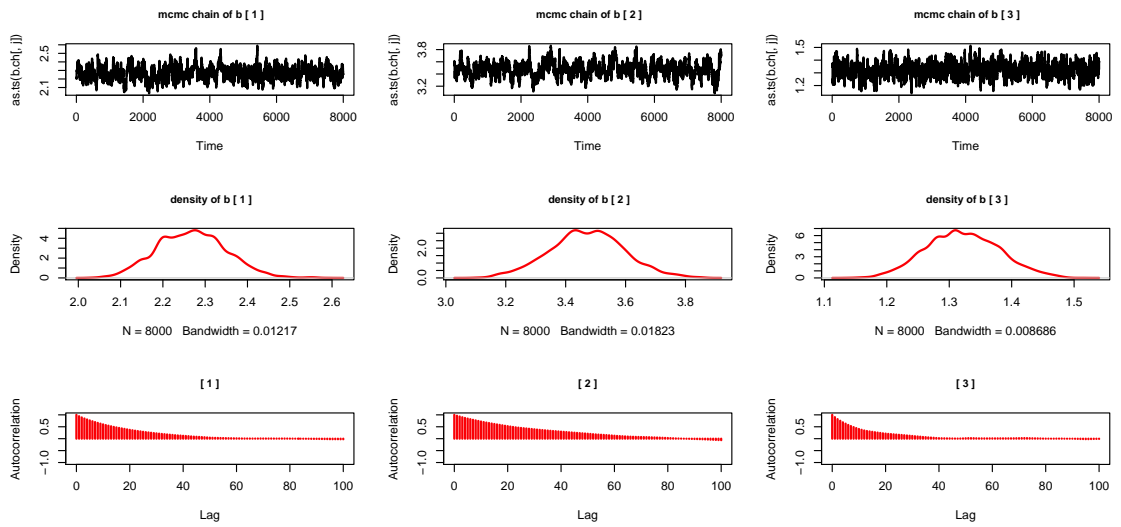 mcmc chain of b [ 1 ]
mcmc chain of b [ 2 ]
mcmc chain of b [ 3 ]
as.ts(b.ch[, j])
2.1 2.5
0 2000 4000 6000 8000
Time
as.ts(b.ch[, j])
3.2 3.8
0 2000 4000 6000 8000
Time
as.ts(b.ch[, j])
1.2 1.5
0 2000 4000 6000 8000
Time
density of b [ 1 ]
density of b [ 2 ]
density of b [ 3 ]
Density
0 2 4
2.0 2.1 2.2 2.3 2.4 2.5 2.6
N = 8000 Bandwidth = 0.01217
Density
0.0 2.0
3.0 3.2 3.4 3.6 3.8
N = 8000 Bandwidth = 0.01823
Density
0 3 6
1.1 1.2 1.3 1.4 1.5
N = 8000 Bandwidth = 0.008686
[ 1 ]
[ 2 ]
[ 3 ]
Autocorrelation
−1.0 0.5
0 20 40 60 80 100
Lag
Autocorrelation
−1.0 0.5
0 20 40 60 80 100
Lag
Autocorrelation
−1.0 0.5
0 20 40 60 80 100
Lag